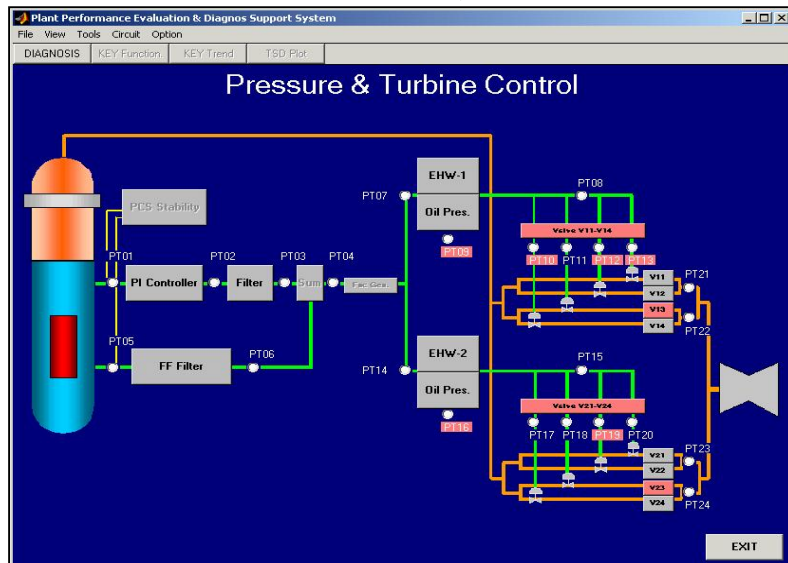 Plant Performance Evaluation & Diagnos Support System
File View Tools Circuit Option
DIAGNOSIS KEY Function KEY Trend TSD Plot
Pressure & Turbine Control
PCS Stability
PT01
PT02
PT03
PT04
PI Controller
Filter
Sum
PT05
PT06
FF Filter
PT07
EHW-1
Oil Pres.
PT09
PT08
Valve V11-V14
PT10 PT11 PT12 PT13
V11
V12
V13
V14
PT21
PT22
PT14
EHW-2
Oil Pres.
PT16
PT15
Valve V21-V24
PT17 PT18 PT19 PT20
V21
V22
V23
V24
PT23
PT24
EXIT